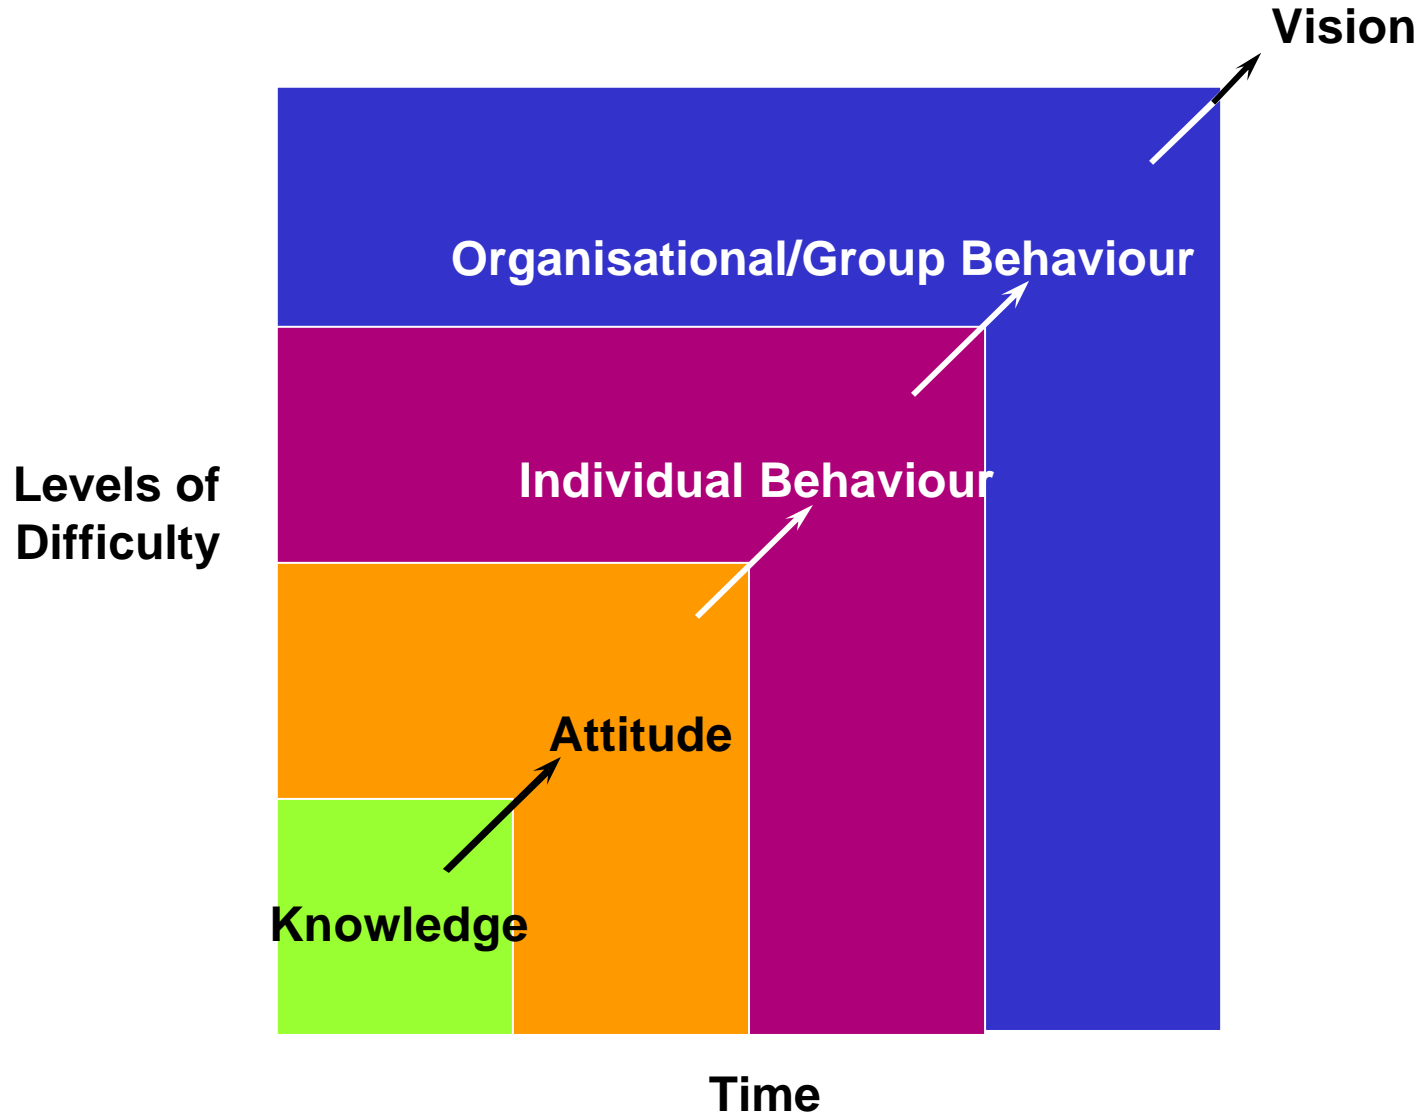 Vision
Organisational/Group Behaviour
Individual Behaviour
Levels of
Difficulty
Attitude
Knowledge
Time